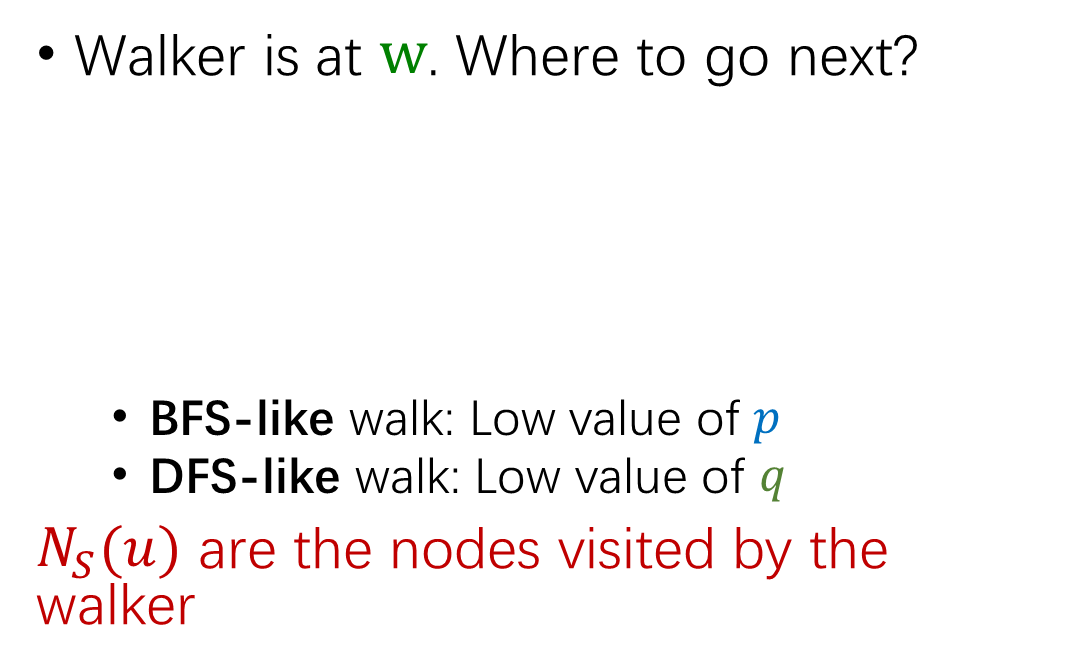 • Walker is at w. Where to go next?
• BFS-like walk: Low value of p
• DFS-like walk: Low value of q
N_S(u) are the nodes visited by the
walker